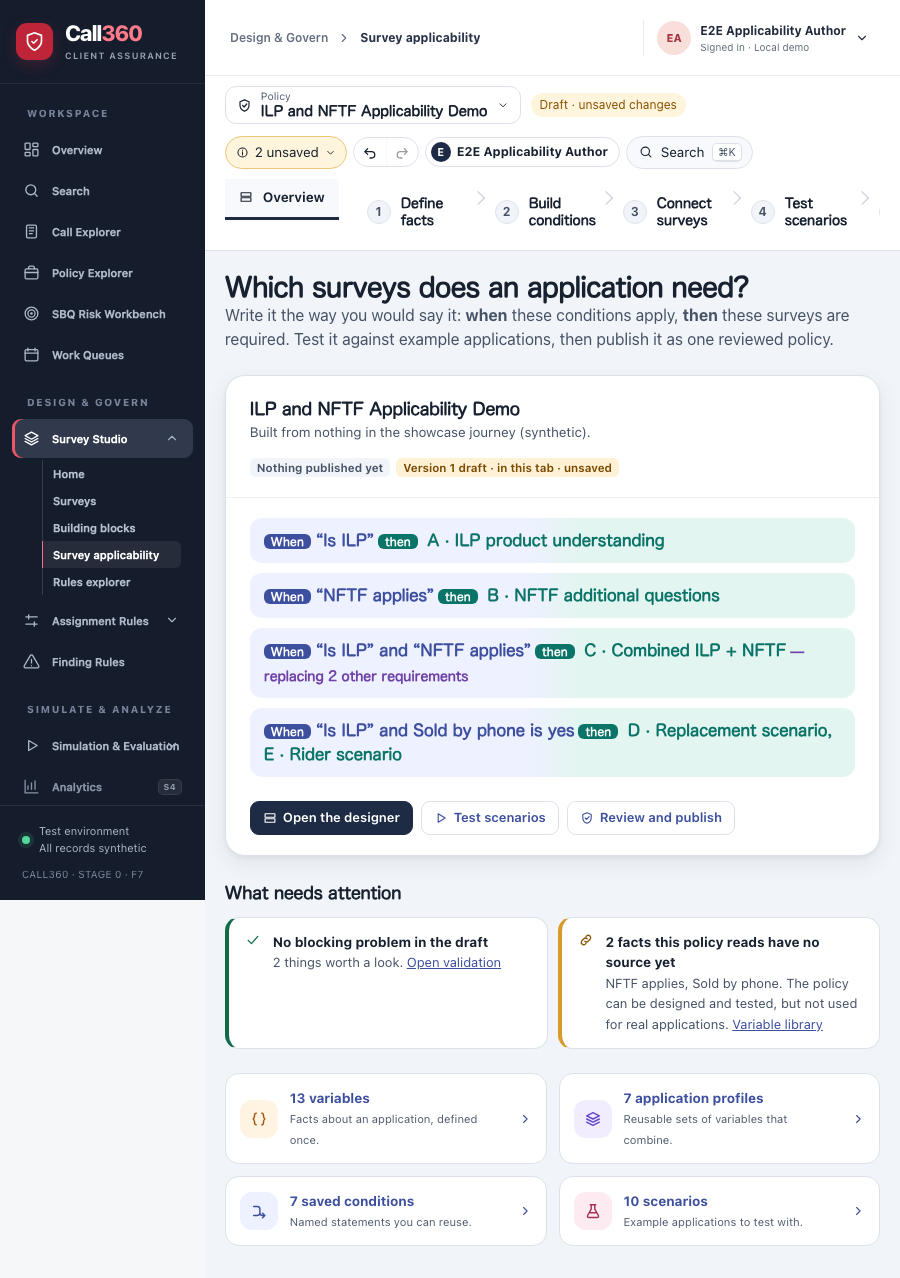 Call360
CLIENT ASSURANCE
WORKSPACE
Overview
Search
Call Explorer
Policy Explorer
SBQ Risk Workbench
Work Queues
DESIGN & GOVERN
Survey Studio
Home
Surveys
Building blocks
Survey applicability
Rules explorer
Assignment Rules
Finding Rules
SIMULATE & ANALYZE
Simulation & Evaluation
Analytics S4
Test environment
All records synthetic
CALL360 · STAGE 0 · F7
Design & Govern Survey applicability
EA
E2E Applicability Author
Signed in · Local demo
Policy
ILP and NFTF Applicability Demo
Draft · unsaved changes
2 unsaved
E E2E Applicability Author
Search ⌘K
Overview
1 Define
facts
2 Build
conditions
3 Connect
surveys
4 Test
scenarios
Which surveys does an application need?
Write it the way you would say it: when these conditions apply, then these surveys are
required. Test it against example applications, then publish it as one reviewed policy.
ILP and NFTF Applicability Demo
Built from nothing in the showcase journey (synthetic).
Nothing published yet Version 1 draft · in this tab · unsaved
When “Is ILP” then A · ILP product understanding
When “NFTF applies” then B · NFTF additional questions
When “Is ILP” and “NFTF applies” then C · Combined ILP + NFTF —
replacing 2 other requirements
When “Is ILP” and Sold by phone is yes then D · Replacement scenario,
E · Rider scenario
Open the designer Test scenarios Review and publish
What needs attention
No blocking problem in the draft
2 things worth a look. Open validation
2 facts this policy reads have no
source yet
NFTF applies, Sold by phone. The policy
can be designed and tested, but not used
for real applications. Variable library
13 variables
Facts about an application, defined
once.
7 application profiles
Reusable sets of variables that
combine.
7 saved conditions
Named statements you can reuse.
10 scenarios
Example applications to test with.